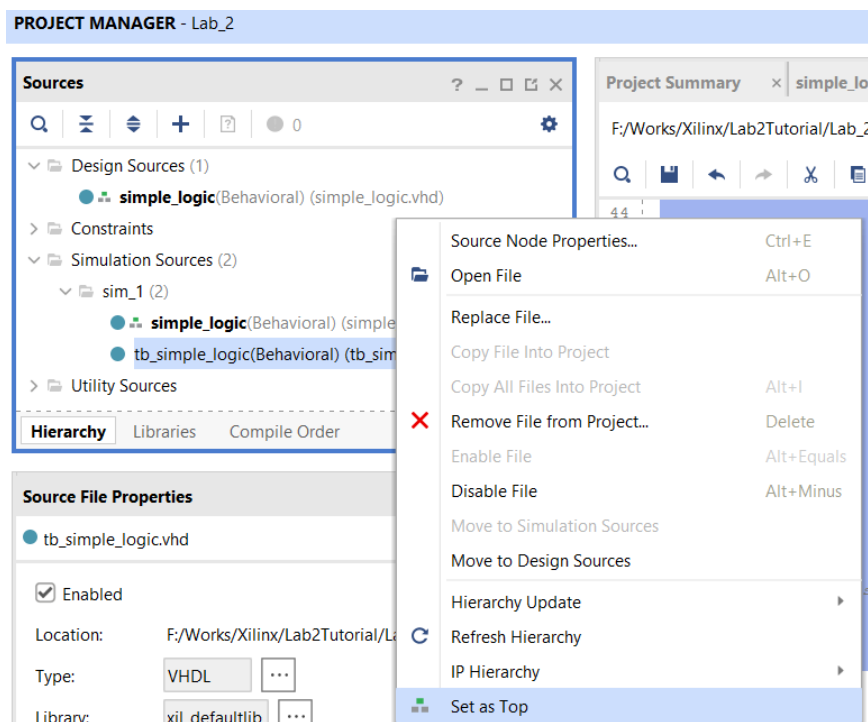 PROJECT MANAGER - Lab_2
Sources
? _
0
Design Sources (1)
simple_logic(Behavioral) (simple_logic.vhd)
Constraints
Simulation Sources (2)
sim_1 (2)
simple_logic(Behavioral) (simple
tb_simple_logic(Behavioral) (tb_sim
Utility Sources
Hierarchy Libraries Compile Order
Source File Properties
tb_simple_logic.vhd
Enabled
Location: F:/Works/Xilinx/Lab2Tutorial/La
Type: VHDL ...
Library: xil_defaultlib ...
Project Summary × simple_lo
F:/Works/Xilinx/Lab2Tutorial/Lab_2
44
Source Node Properties... Ctrl+E
Open File Alt+O
Replace File...
Copy File Into Project
Copy All Files Into Project Alt+I
Remove File from Project... Delete
Enable File Alt+Equals
Disable File Alt+Minus
Move to Simulation Sources
Move to Design Sources
Hierarchy Update
Refresh Hierarchy
IP Hierarchy
Set as Top